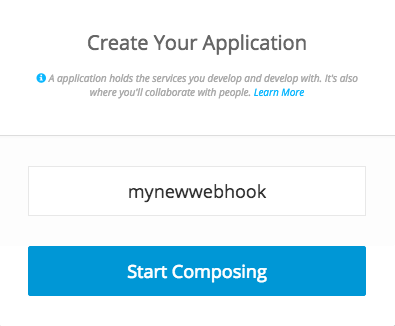 Create Your Application
A application holds the services you develop and develop with. It's also
where you'll collaborate with people. Learn More
mynewwebhook
Start Composing